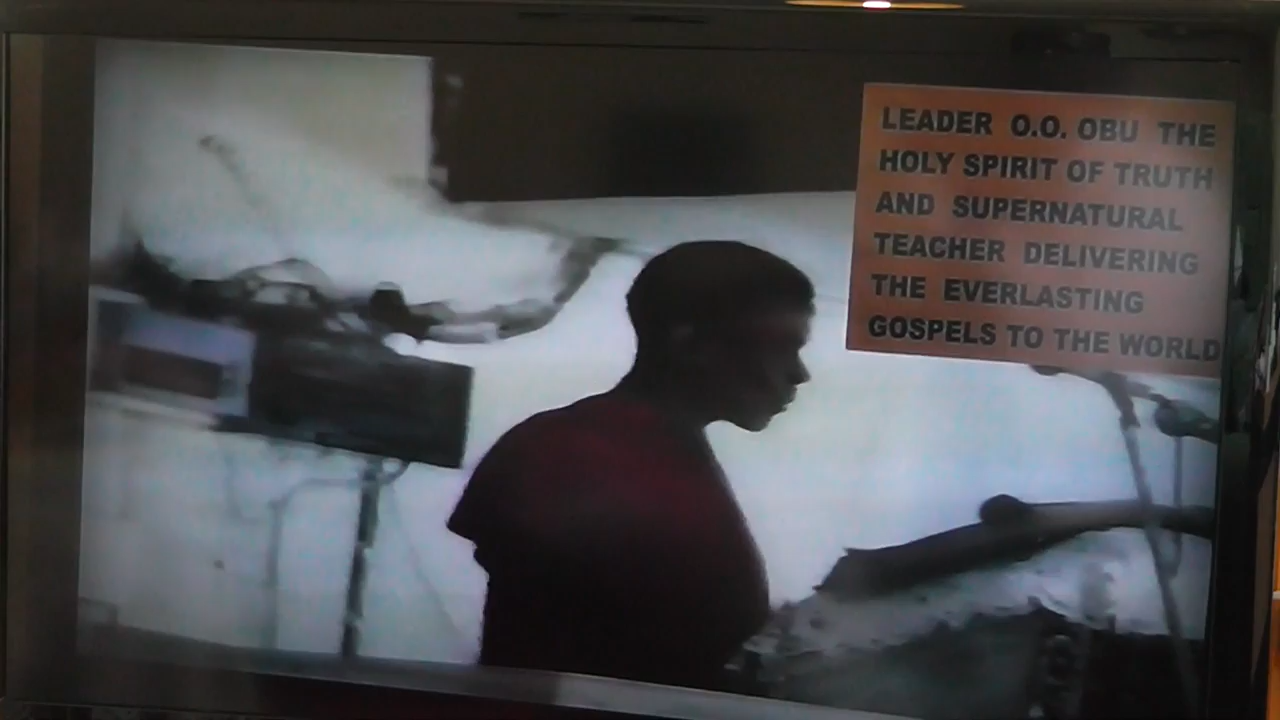 LEADER O.O. OBU THE
HOLY SPIRIT OF TRUTH
AND SUPERNATURAL
TEACHER DELIVERING
THE EVERLASTING
GOSPELS TO THE WORLD